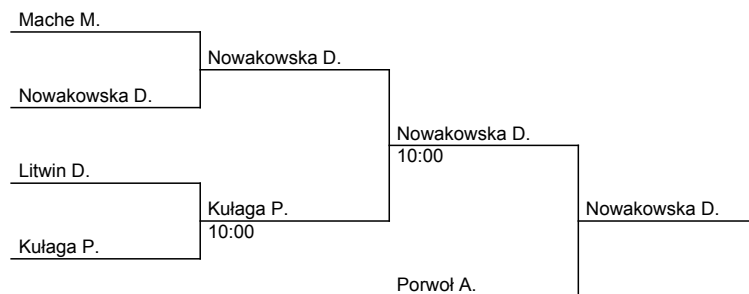 Mache M.
Nowakowska D.
Nowakowska D.
Nowakowska D.
10:00
Litwin D.
Kułaga P.
10:00
Nowakowska D.
Kułaga P.
Porwoł A.